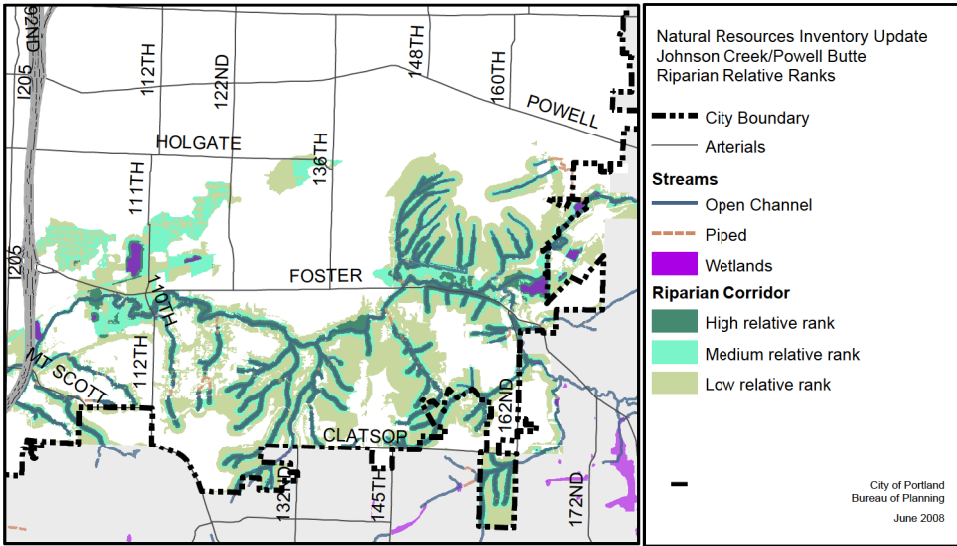 92ND
I205
112TH
122ND
148TH
160TH
POWELL
HOLGATE
136TH
111TH
I205
FOSTER
110TH
112TH
MT SCOTT
162ND
CLATSOP
132ND
145TH
172ND
Natural Resources Inventory Update
Johnson Creek/Powell Butte
Riparian Relative Ranks
City Boundary
Arterials
Streams
Open Channel
Piped
Wetlands
Riparian Corridor
High relative rank
Medium relative rank
Low relative rank
City of Portland
Bureau of Planning
June 2008